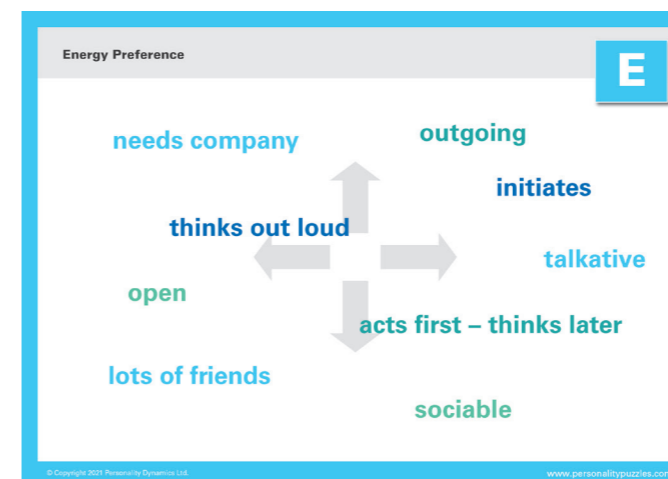 Energy Preference
E
needs company
outgoing
initiates
thinks out loud
talkative
open
acts first – thinks later
lots of friends
sociable
© Copyright 2021 Personality Dynamics Ltd.
www.personalitypuzzles.com